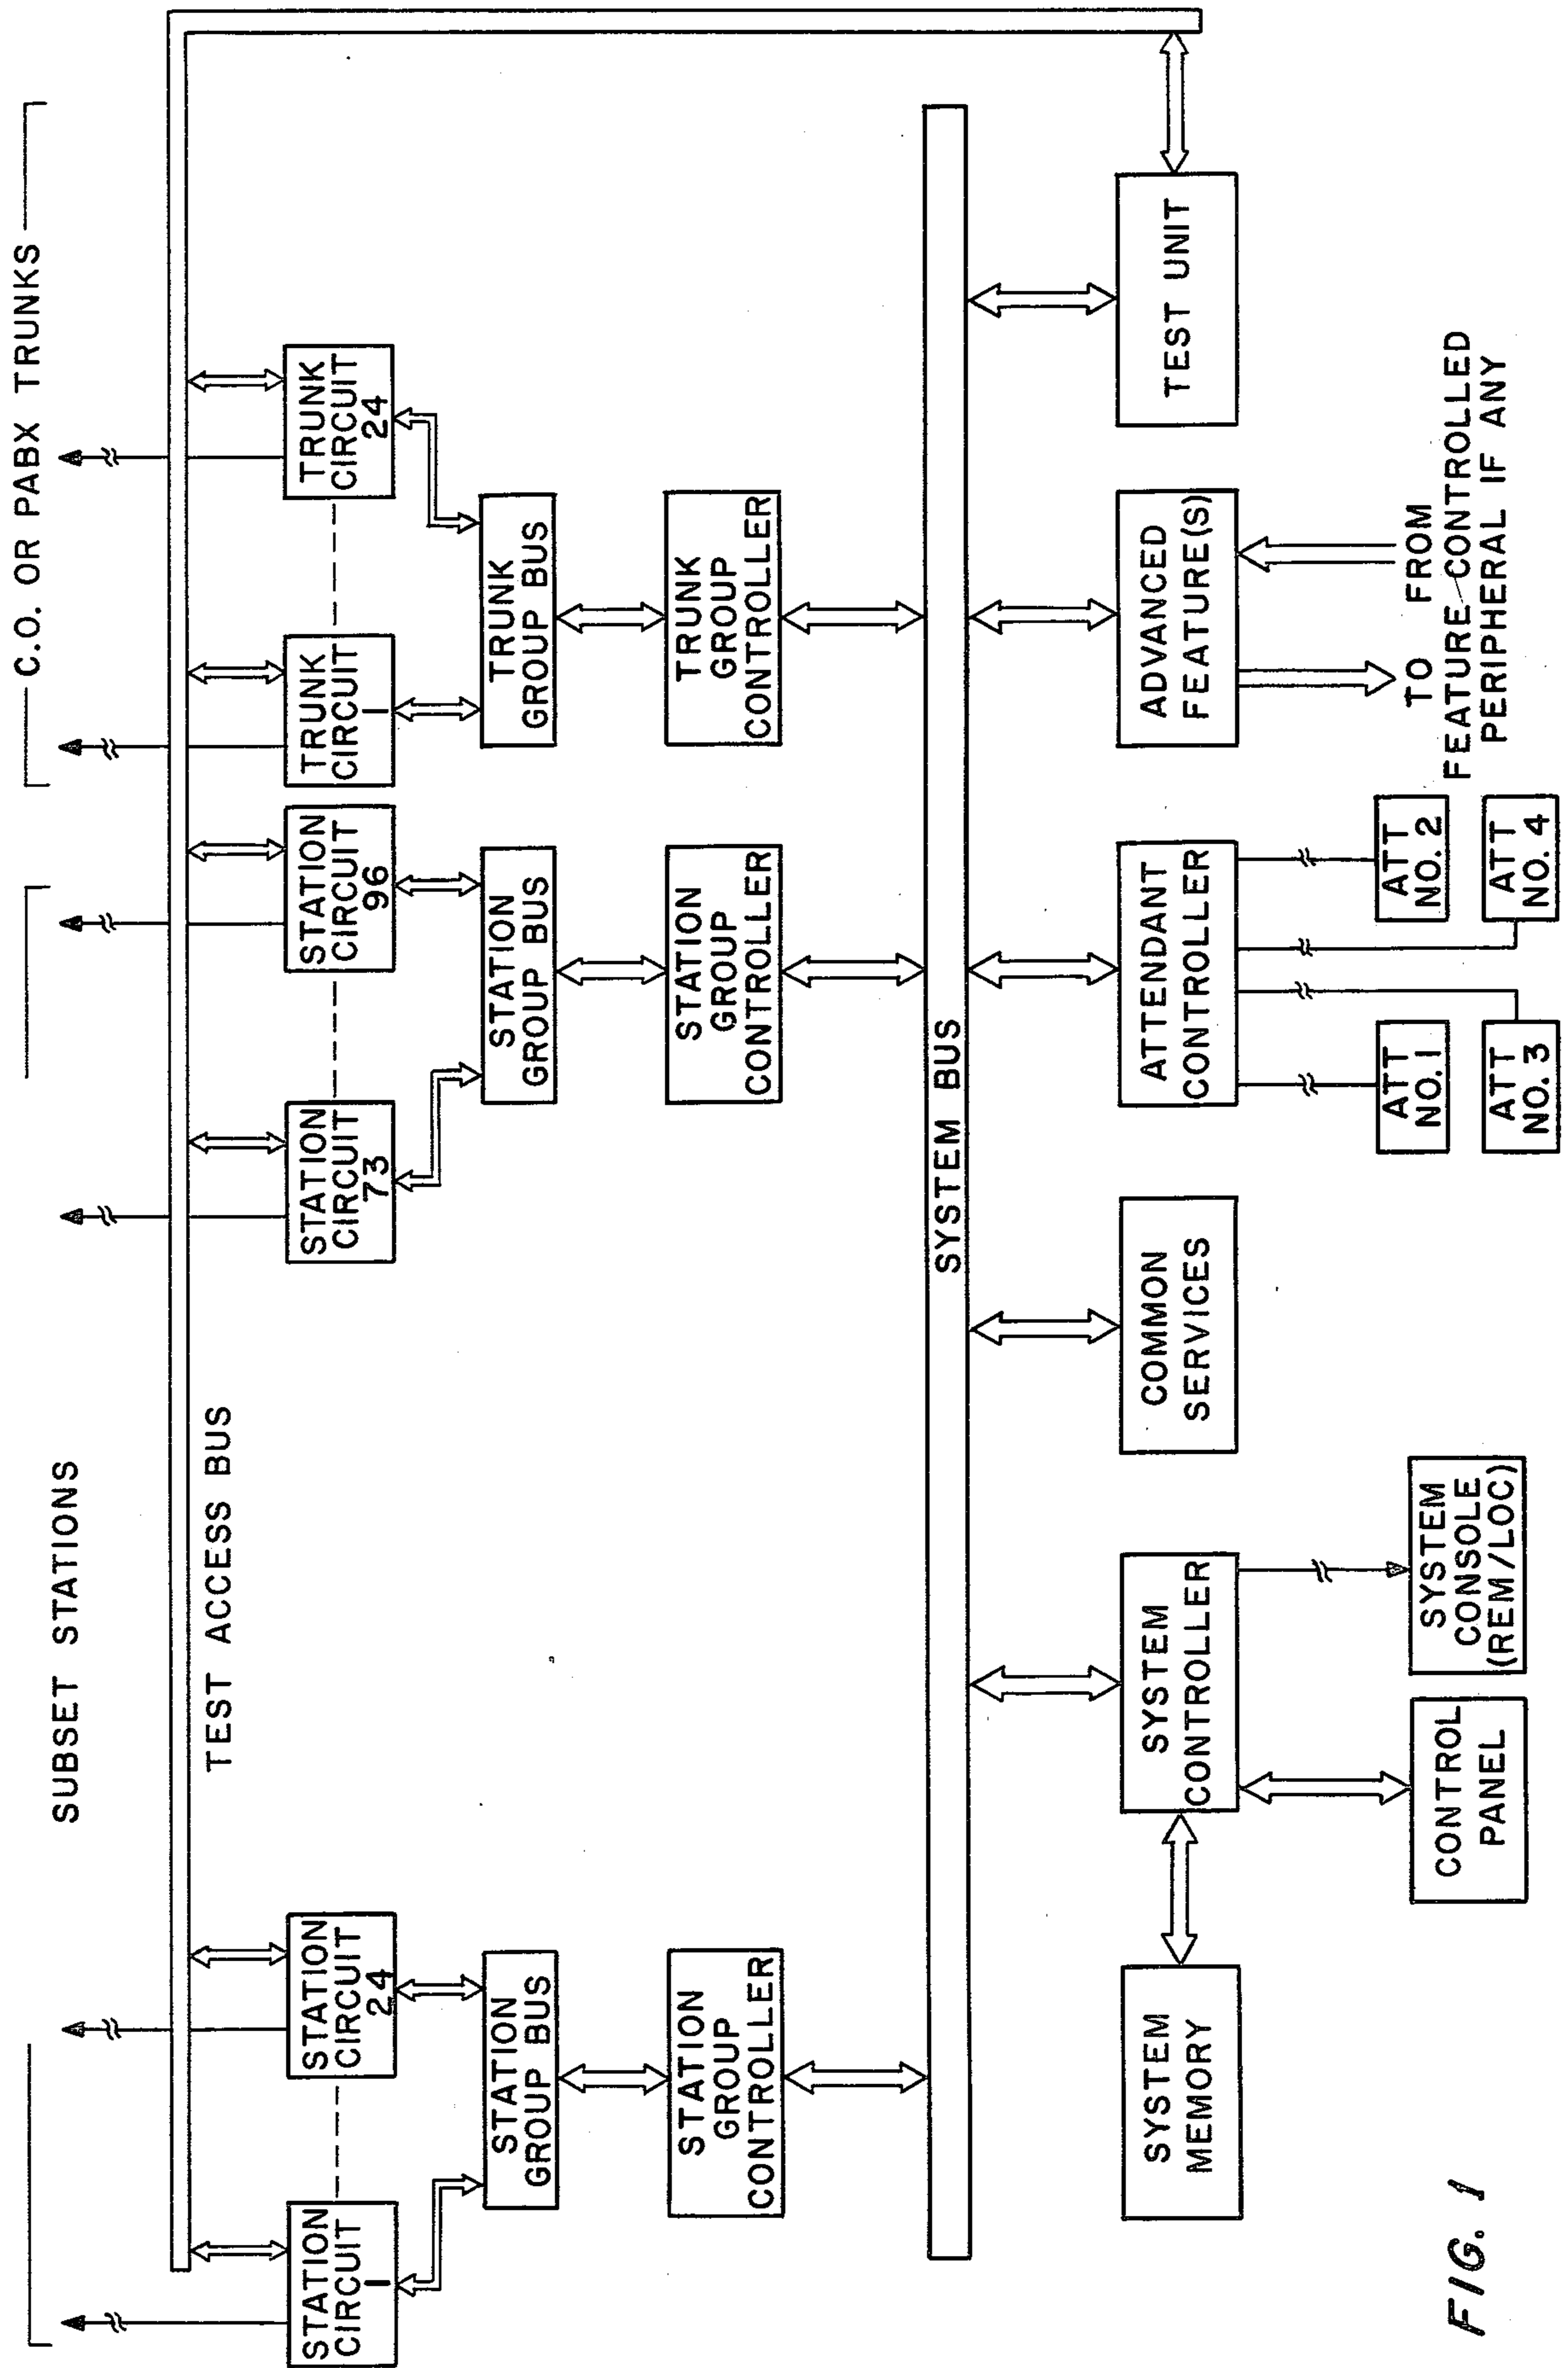 SUBSET STATIONS
C.O. OR PABX TRUNKS
TEST ACCESS BUS
STATION
CIRCUIT
1
STATION
CIRCUIT
24
STATION
CIRCUIT
73
STATION
CIRCUIT
96
TRUNK
CIRCUIT
1
TRUNK
CIRCUIT
24
STATION
GROUP BUS
STATION
GROUP BUS
TRUNK
GROUP BUS
STATION
GROUP
CONTROLLER
STATION
GROUP
CONTROLLER
TRUNK
GROUP
CONTROLLER
SYSTEM BUS
SYSTEM
MEMORY
SYSTEM
CONTROLLER
COMMON
SERVICES
ATTENDANT
CONTROLLER
ADVANCED
FEATURE(S)
TEST UNIT
CONTROL
PANEL
SYSTEM
CONSOLE
(REM/LOC)
ATT
NO. 1
ATT
NO. 2
ATT
NO. 3
ATT
NO. 4
TO FROM
FEATURE CONTROLLED
PERIPHERAL IF ANY
FIG. 1